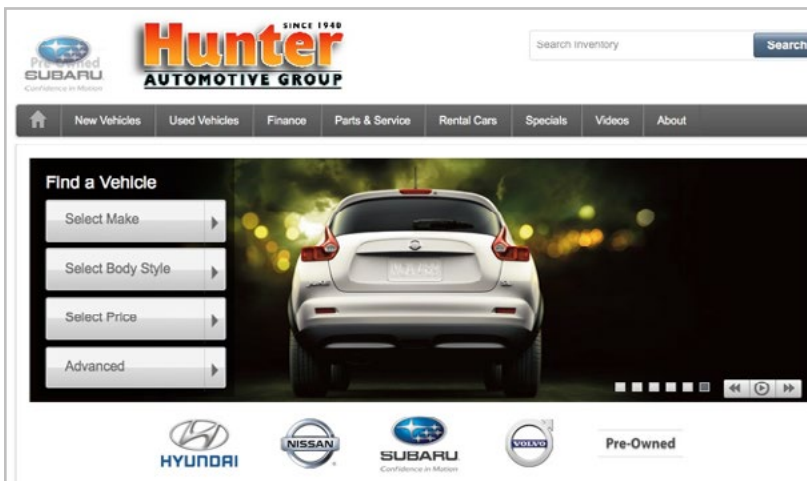 SINCE 1940
Hunter
AUTOMOTIVE GROUP
Pre-Owned
SUBARU
Confidence in Motion
Search Inventory
Search
New Vehicles Used Vehicles Finance Parts & Service Rental Cars Specials Videos About
Find a Vehicle
Select Make
Select Body Style
Select Price
Advanced
HYUNDAI
NISSAN
SUBARU
Confidence in Motion
VOLVO
Pre-Owned